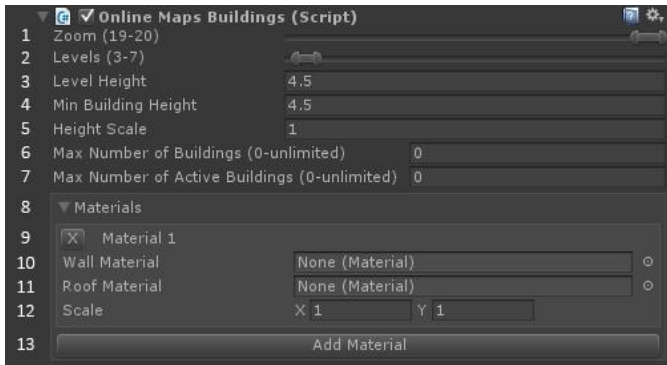 Online Maps Buildings (Script)
1 Zoom (19-20)
2 Levels (3-7)
3 Level Height 4.5
4 Min Building Height 4.5
5 Height Scale 1
6 Max Number of Buildings (0-unlimited) 0
7 Max Number of Active Buildings (0-unlimited) 0
8 Materials
9 X Material 1
10 Wall Material None (Material)
11 Roof Material None (Material)
12 Scale X 1 Y 1
13 Add Material